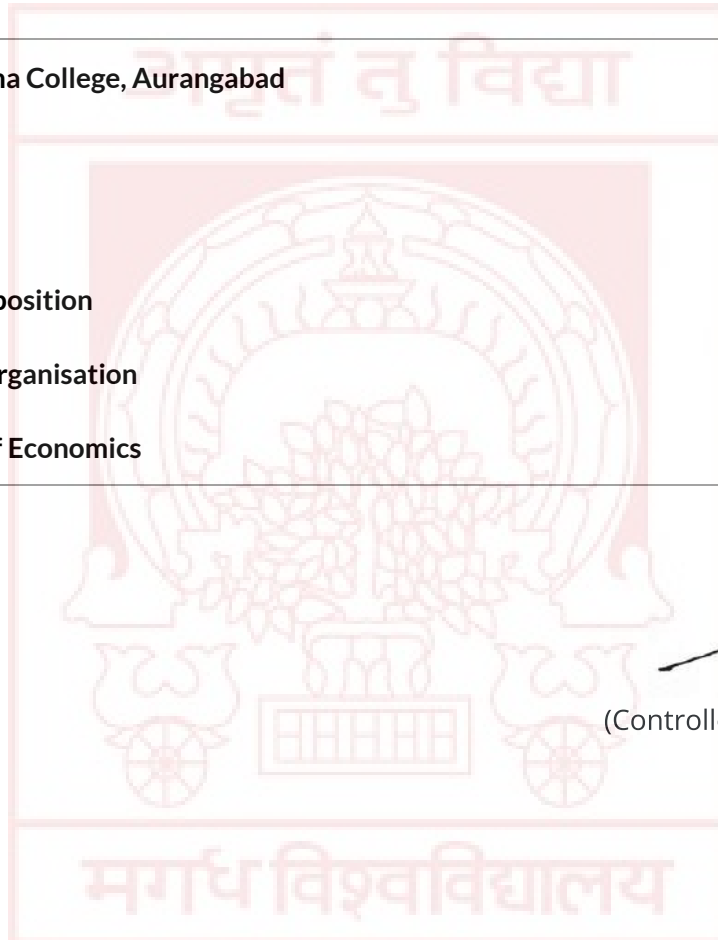 अमृतं तु विद्या
na College, Aurangabad
position
rganisation
f Economics
(Controll
मगध विश्वविद्यालय